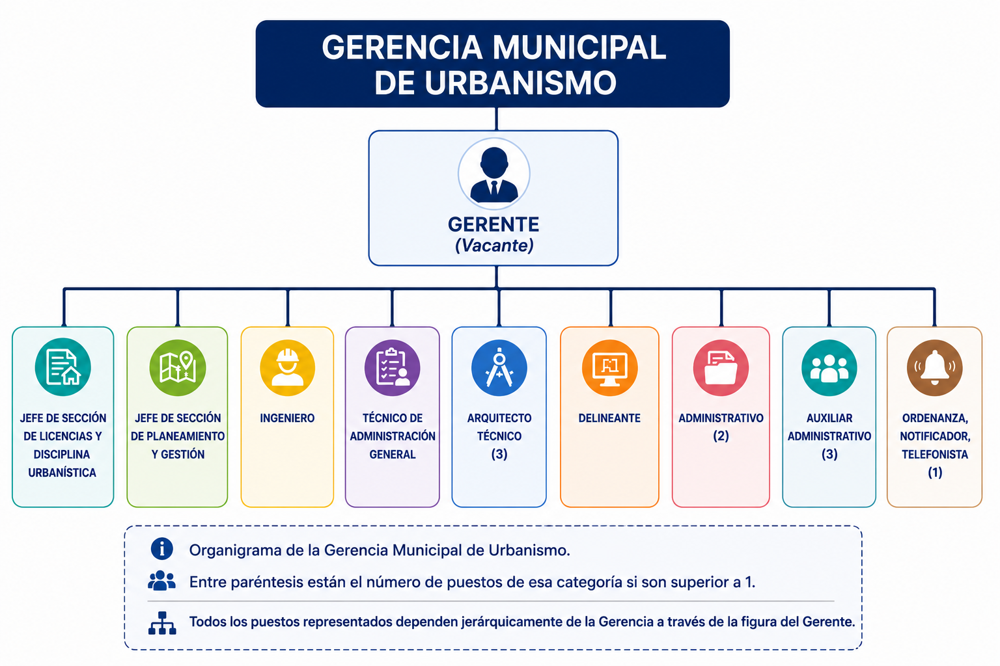 GERENCIA MUNICIPAL
DE URBANISMO
GERENTE
(Vacante)
JEFE DE SECCIÓN
DE LICENCIAS Y
DISCIPLINA
URBANÍSTICA
JEFE DE SECCIÓN
DE PLANEAMIENTO
Y GESTIÓN
INGENIERO
TÉCNICO DE
ADMINISTRACIÓN
GENERAL
ARQUITECTO
TÉCNICO
(3)
DELINEANTE
ADMINISTRATIVO
(2)
AUXILIAR
ADMINISTRATIVO
(3)
ORDENANZA,
NOTIFICADOR,
TELEFONISTA
(1)
Organigrama de la Gerencia Municipal de Urbanismo.
Entre paréntesis están el número de puestos de esa categoría si son superior a 1.
Todos los puestos representados dependen jerárquicamente de la Gerencia a través de la figura del Gerente.